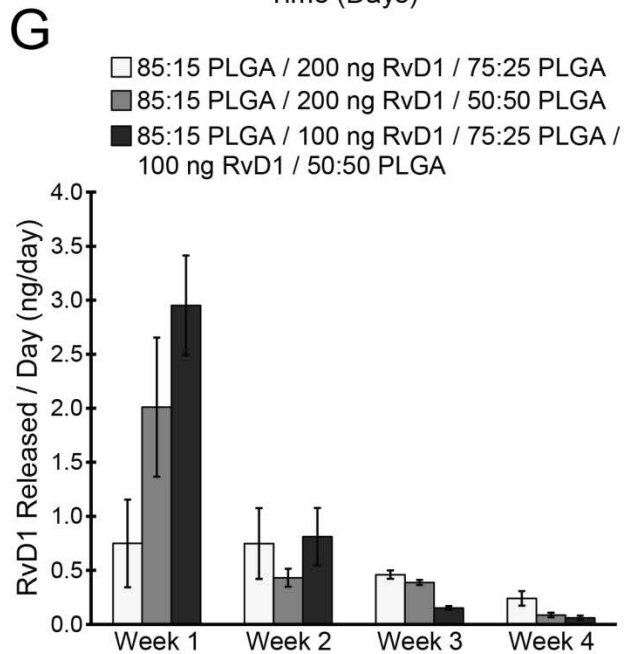 Time (Days)
G
85:15 PLGA / 200 ng RvD1 / 75:25 PLGA
85:15 PLGA / 200 ng RvD1 / 50:50 PLGA
85:15 PLGA / 100 ng RvD1 / 75:25 PLGA /
100 ng RvD1 / 50:50 PLGA
RvD1 Released / Day (ng/day)
4.0
3.5
3.0
2.5
2.0
1.5
1.0
0.5
0.0
Week 1 Week 2 Week 3 Week 4